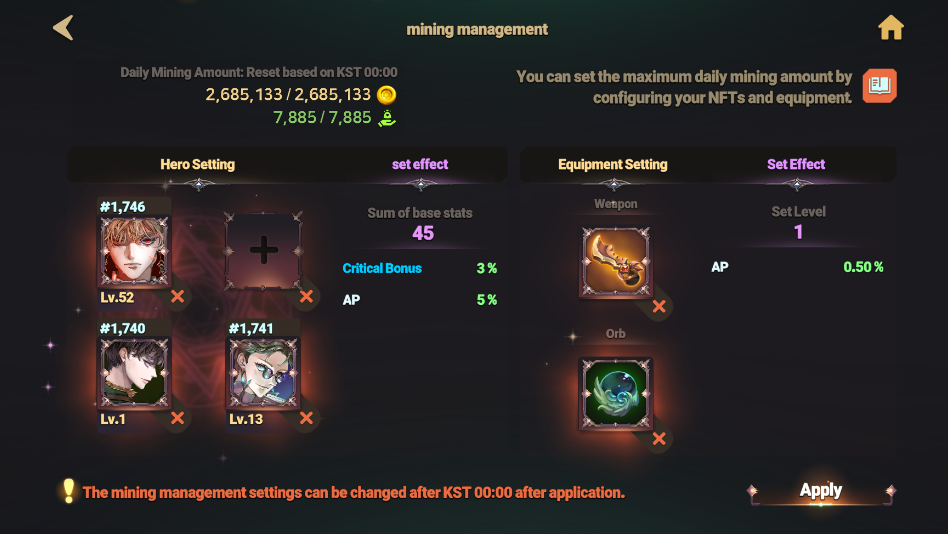 mining management
Daily Mining Amount: Reset based on KST 00:00
2,685,133 / 2,685,133
7,885 / 7,885
You can set the maximum daily mining amount by
configuring your NFTs and equipment.
Hero Setting
set effect
#1,746
Lv.52
#1,740
Lv.1
#1,741
Lv.13
Sum of base stats
45
Critical Bonus 3 %
AP 5 %
Equipment Setting
Set Effect
Weapon
Orb
Set Level
1
AP 0.50 %
The mining management settings can be changed after KST 00:00 after application.
Apply